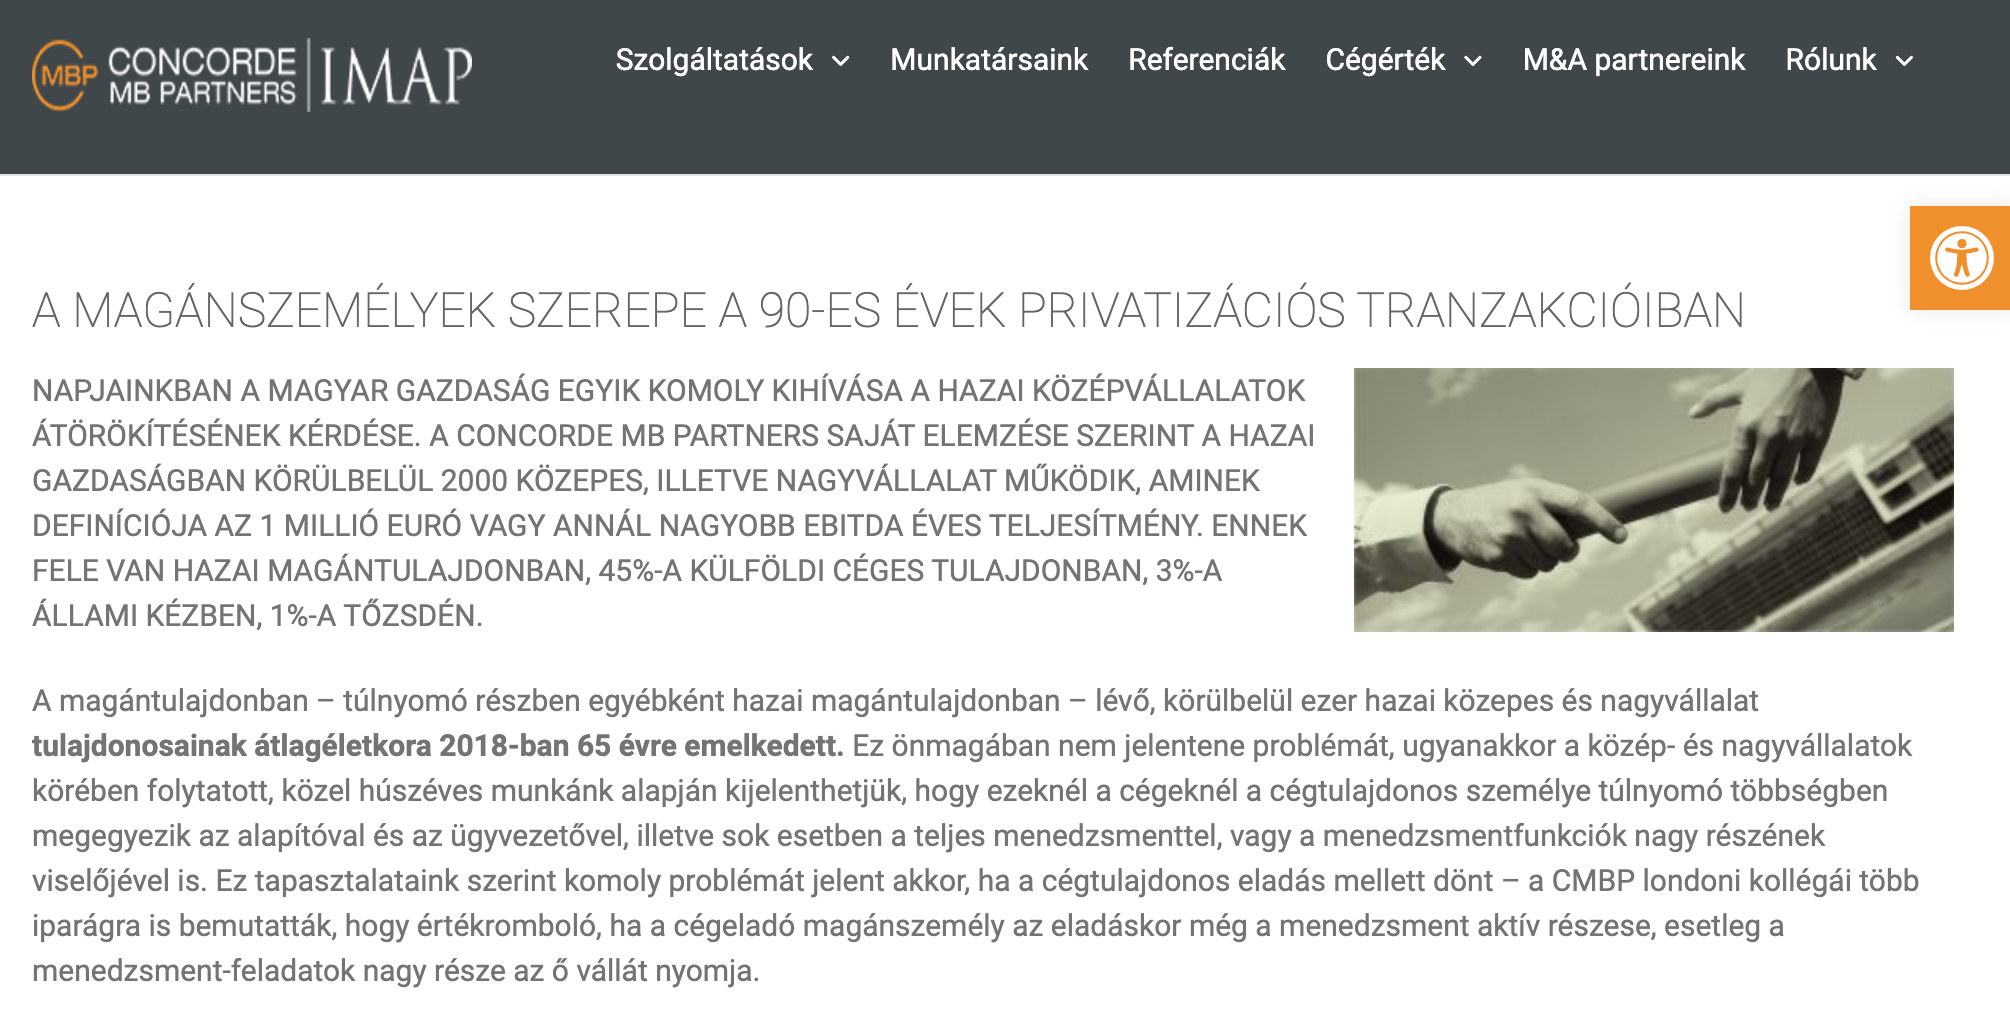 MBP CONCORDE MB PARTNERS IMAP
Szolgáltatások Munkatársaink Referenciák Cégérték M&A partnereink Rólunk
A MAGÁNSZEMÉLYEK SZEREPE A 90-ES ÉVEK PRIVATIZÁCIÓS TRANZAKCIÓIBAN
NAPJAINKBAN A MAGYAR GAZDASÁG EGYIK KOMOLY KIHÍVÁSA A HAZAI KÖZÉPVÁLLALATOK
ÁTÖRÖKÍTÉSÉNEK KÉRDÉSE. A CONCORDE MB PARTNERS SAJÁT ELEMZÉSE SZERINT A HAZAI
GAZDASÁGBAN KÖRÜLBELÜL 2000 KÖZEPES, ILLETVE NAGYVÁLLALAT MŰKÖDIK, AMINEK
DEFINÍCIÓJA AZ 1 MILLIÓ EURÓ VAGY ANNÁL NAGYOBB EBITDA ÉVES TELJESÍTMÉNY. ENNEK
FELE VAN HAZAI MAGÁNTULAJDONBAN, 45%-A KÜLFÖLDI CÉGES TULAJDONBAN, 3%-A
ÁLLAMI KÉZBEN, 1%-A TŐZSDÉN.
A magántulajdonban – túlnyomó részben egyébként hazai magántulajdonban – lévő, körülbelül ezer hazai közepes és nagyvállalat
tulajdonosainak átlagéletkora 2018-ban 65 évre emelkedett. Ez önmagában nem jelentene problémát, ugyanakkor a közép- és nagyvállalatok
körében folytatott, közel húszéves munkánk alapján kijelenthetjük, hogy ezeknél a cégeknél a cégtulajdonos személye túlnyomó többségben
megegyezik az alapítóval és az ügyvezetővel, illetve sok esetben a teljes menedzsmenttel, vagy a menedzsmentfunkciók nagy részének
viselőjével is. Ez tapasztalataink szerint komoly problémát jelent akkor, ha a cégtulajdonos eladás mellett dönt – a CMBP londoni kollégái több
iparágra is bemutatták, hogy értékromboló, ha a cégeladó magánszemély az eladáskor még a menedzsment aktív részese, esetleg a
menedzsment-feladatok nagy része az ő vállát nyomja.